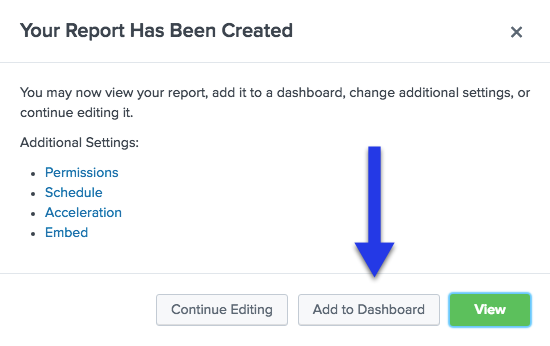 Your Report Has Been Created
You may now view your report, add it to a dashboard, change additional settings, or
continue editing it.
Additional Settings:
Permissions
Schedule
Acceleration
Embed
Continue Editing
Add to Dashboard
View